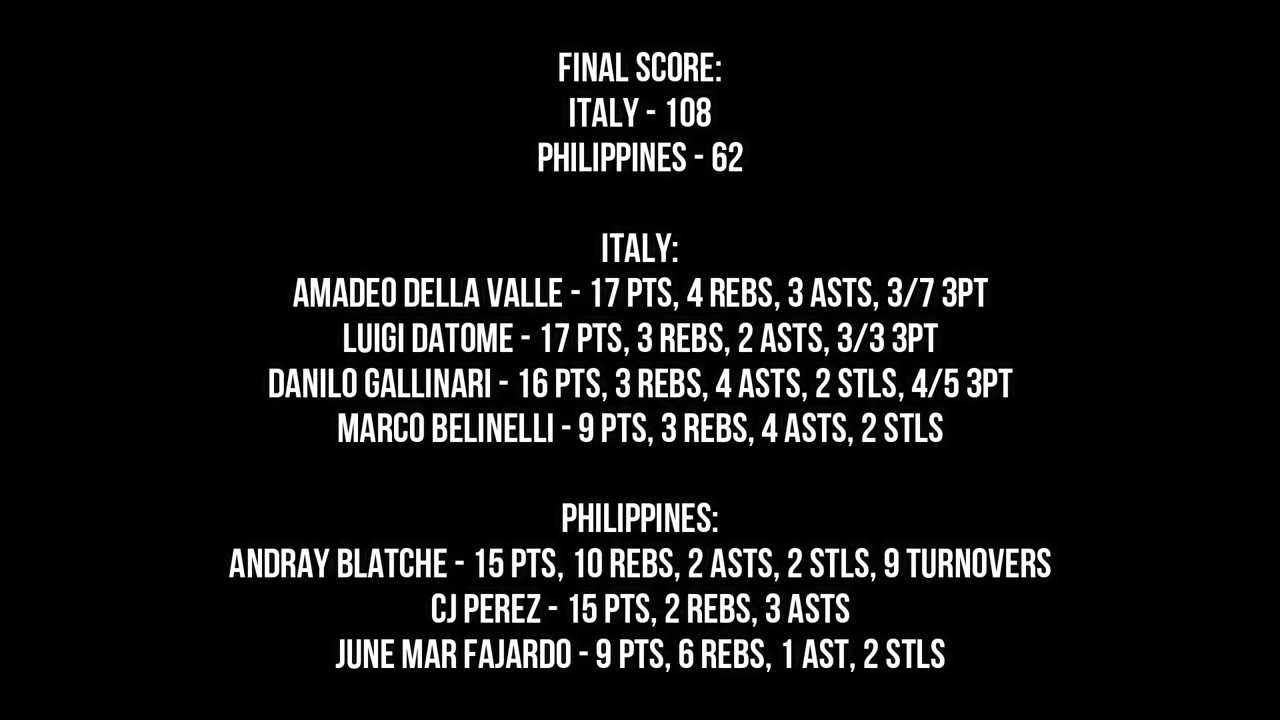 FINAL SCORE:
ITALY - 108
PHILIPPINES - 62
ITALY:
AMADEO DELLA VALLE - 17 PTS, 4 REBS, 3 ASTS, 3/7 3PT
LUIGI DATOME - 17 PTS, 3 REBS, 2 ASTS, 3/3 3PT
DANILO GALLINARI - 16 PTS, 3 REBS, 4 ASTS, 2 STLS, 4/5 3PT
MARCO BELINELLI - 9 PTS, 3 REBS, 4 ASTS, 2 STLS
PHILIPPINES:
ANDRAY BLATCHE - 15 PTS, 10 REBS, 2 ASTS, 2 STLS, 9 TURNOVERS
CJ PEREZ - 15 PTS, 2 REBS, 3 ASTS
JUNE MAR FAJARDO - 9 PTS, 6 REBS, 1 AST, 2 STLS